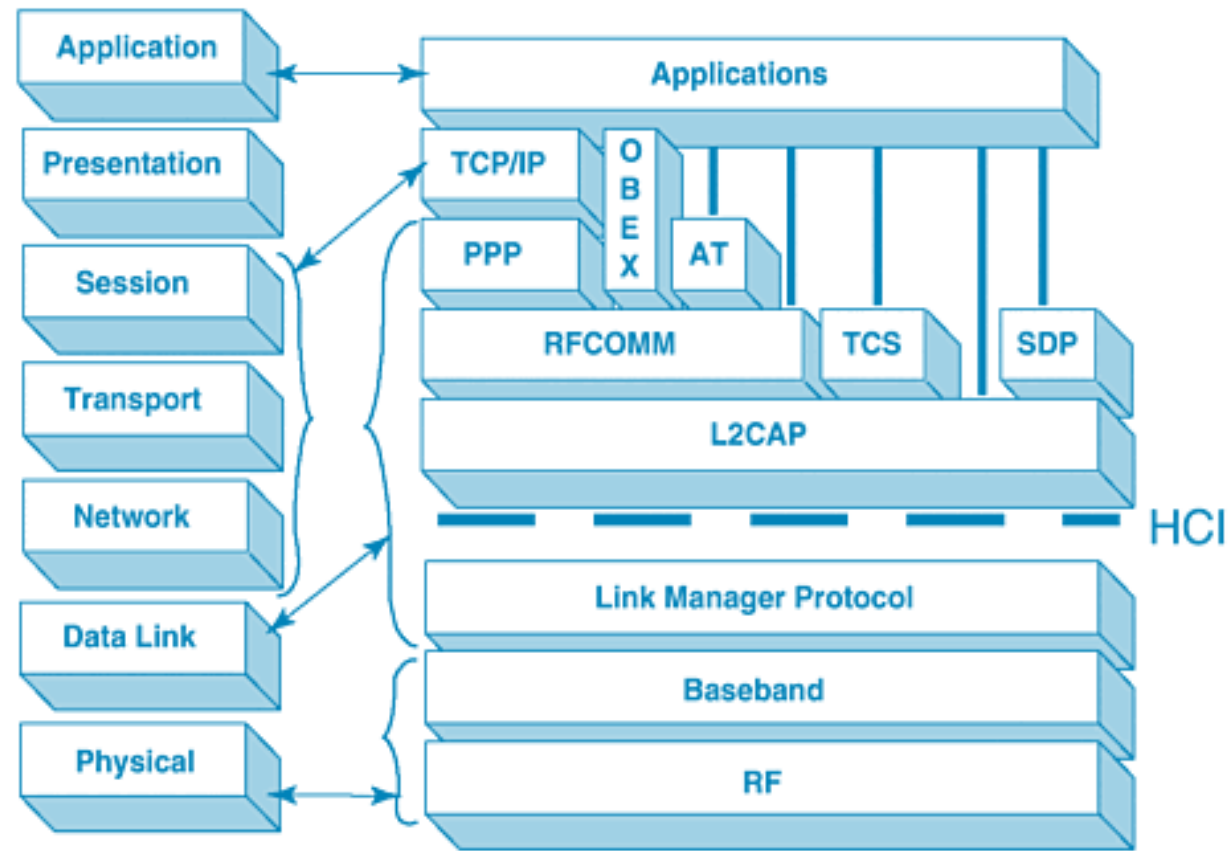 Application
Presentation
Session
Transport
Network
Data Link
Physical
Applications
TCP/IP
OBEX
PPP
AT
RFCOMM
TCS
SDP
L2CAP
HCI
Link Manager Protocol
Baseband
RF